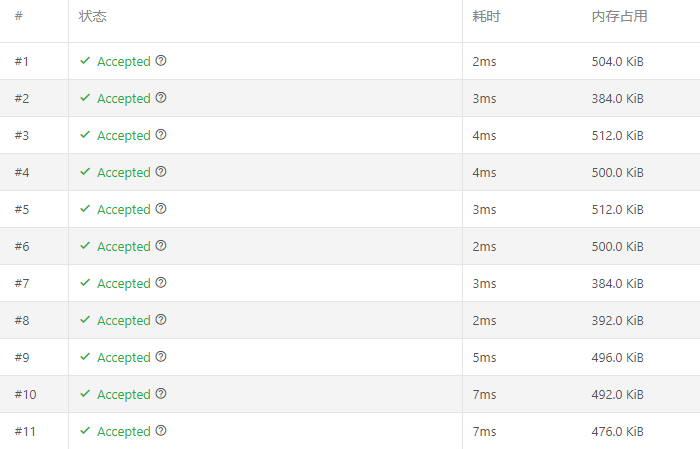 # 状态 耗时 内存占用
#1 Accepted 2ms 504.0 KiB
#2 Accepted 3ms 384.0 KiB
#3 Accepted 4ms 512.0 KiB
#4 Accepted 4ms 500.0 KiB
#5 Accepted 3ms 512.0 KiB
#6 Accepted 2ms 500.0 KiB
#7 Accepted 3ms 384.0 KiB
#8 Accepted 2ms 392.0 KiB
#9 Accepted 5ms 496.0 KiB
#10 Accepted 7ms 492.0 KiB
#11 Accepted 7ms 476.0 KiB